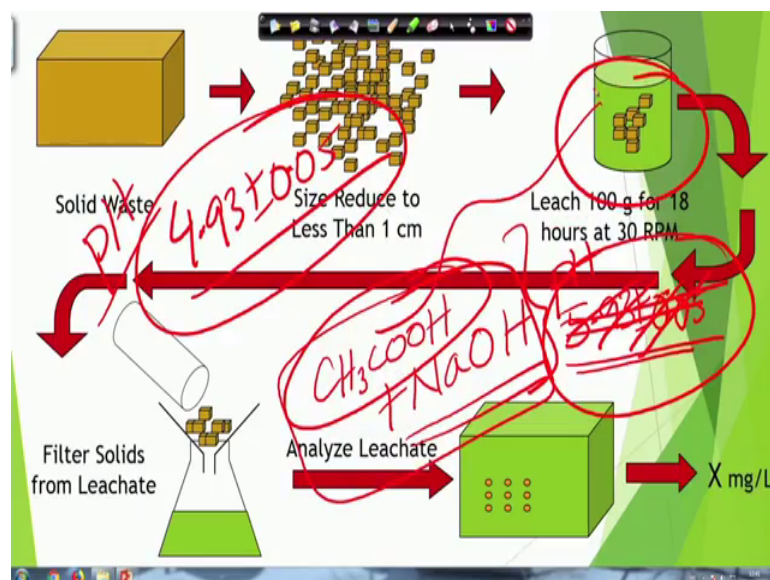 Solid Waste
Size Reduce to
Less Than 1 cm
Leach 100 g for 18
hours at 30 RPM
pH
4.93±0.05
CH3COOH
+NaOH
pH
Filter Solids
from Leachate
Analyze Leachate
X mg/L